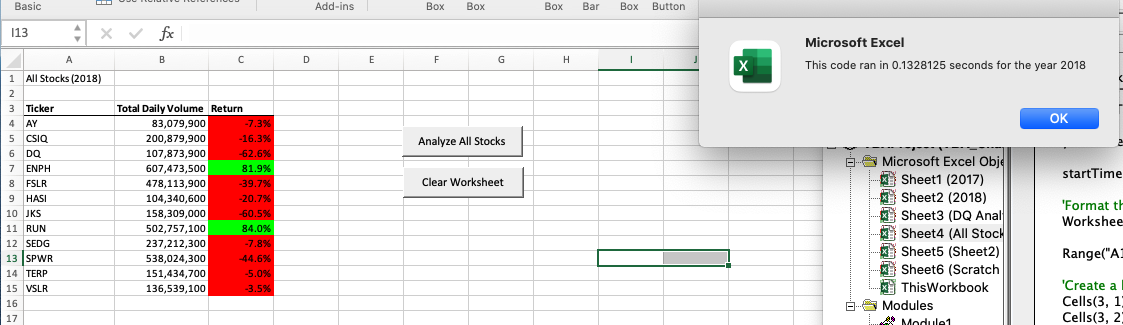 Basic Use Relative References Add-ins Box Box Box Bar Box Button
I13 fx
A B C D E F G H I J
1 All Stocks (2018)
2
3 Ticker Total Daily Volume Return
4 AY 83,079,900 -7.3%
5 CSIQ 200,879,900 -16.3%
6 DQ 107,873,900 -62.6%
7 ENPH 607,473,500 81.9%
8 FSLR 478,113,900 -39.7%
9 HASI 104,340,600 -20.7%
10 JKS 158,309,000 -60.5%
11 RUN 502,757,100 84.0%
12 SEDG 237,212,300 -7.8%
13 SPWR 538,024,300 -44.6%
14 TERP 151,434,700 -5.0%
15 VSLR 136,539,100 -3.5%
16
17
Analyze All Stocks
Clear Worksheet
Microsoft Excel
This code ran in 0.1328125 seconds for the year 2018
OK
Microsoft Excel Obje
Sheet1 (2017)
Sheet2 (2018)
Sheet3 (DQ Anal
Sheet4 (All Stock
Sheet5 (Sheet2)
Sheet6 (Scratch
ThisWorkbook
Modules
Module1
startTime
'Format th
Workshee
Range("A1
'Create a
Cells(3, 1)
Cells(3, 2)